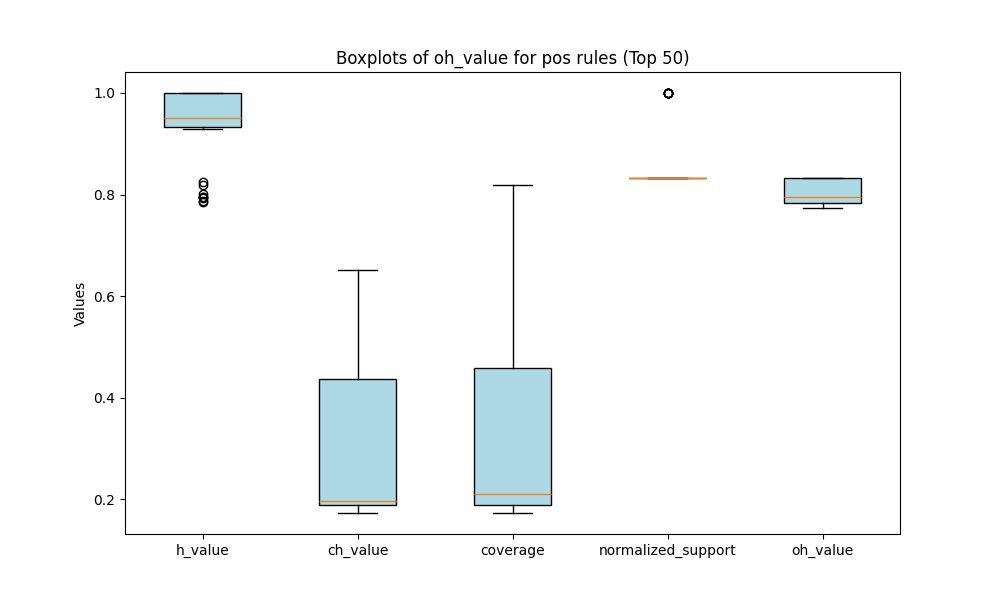 Boxplots of oh_value for pos rules (Top 50)
1.0
0.8
0.6
0.4
0.2
Values
h_value
ch_value
coverage
normalized_support
oh_value